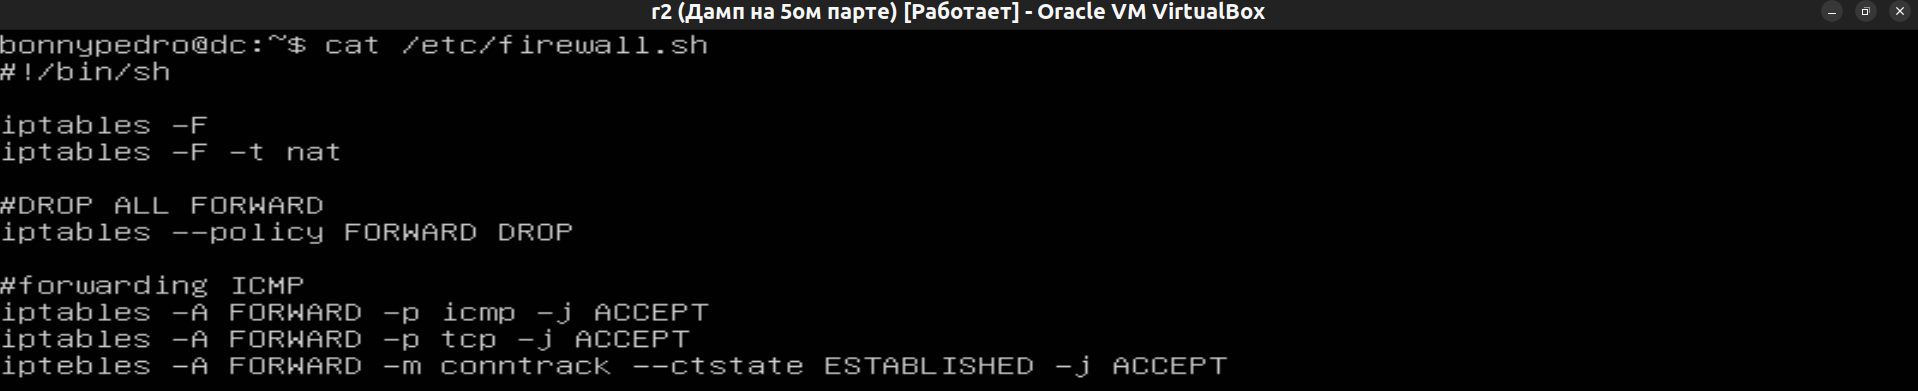 r2 (Дамп на 5ом парте) [Работает] - Oracle VM VirtualBox
bonnypedro@dc:~$ cat /etc/firewall.sh
#!/bin/sh
iptables -F
iptables -F -t nat
#DROP ALL FORWARD
iptables --policy FORWARD DROP
#forwarding ICMP
iptables -A FORWARD -p icmp -j ACCEPT
iptables -A FORWARD -p tcp -j ACCEPT
iptebles -A FORWARD -m conntrack --ctstate ESTABLISHED -j ACCEPT